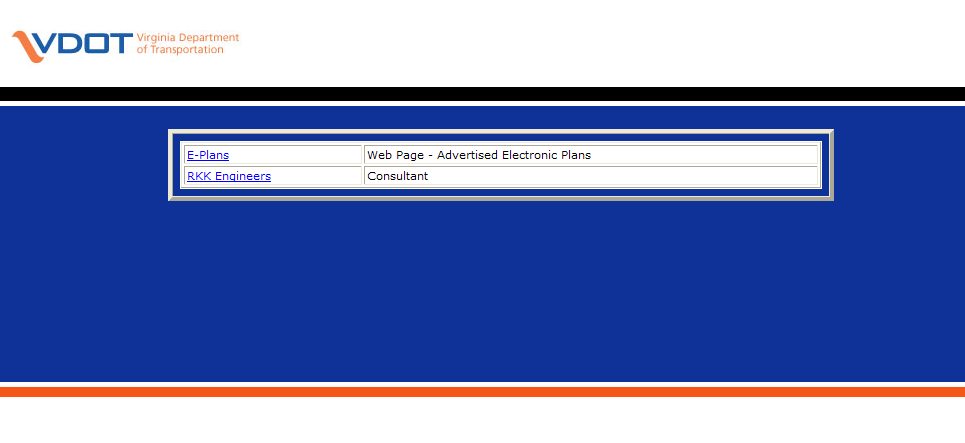 VDOT Virginia Department
of Transportation
E-Plans Web Page - Advertised Electronic Plans
RKK Engineers Consultant